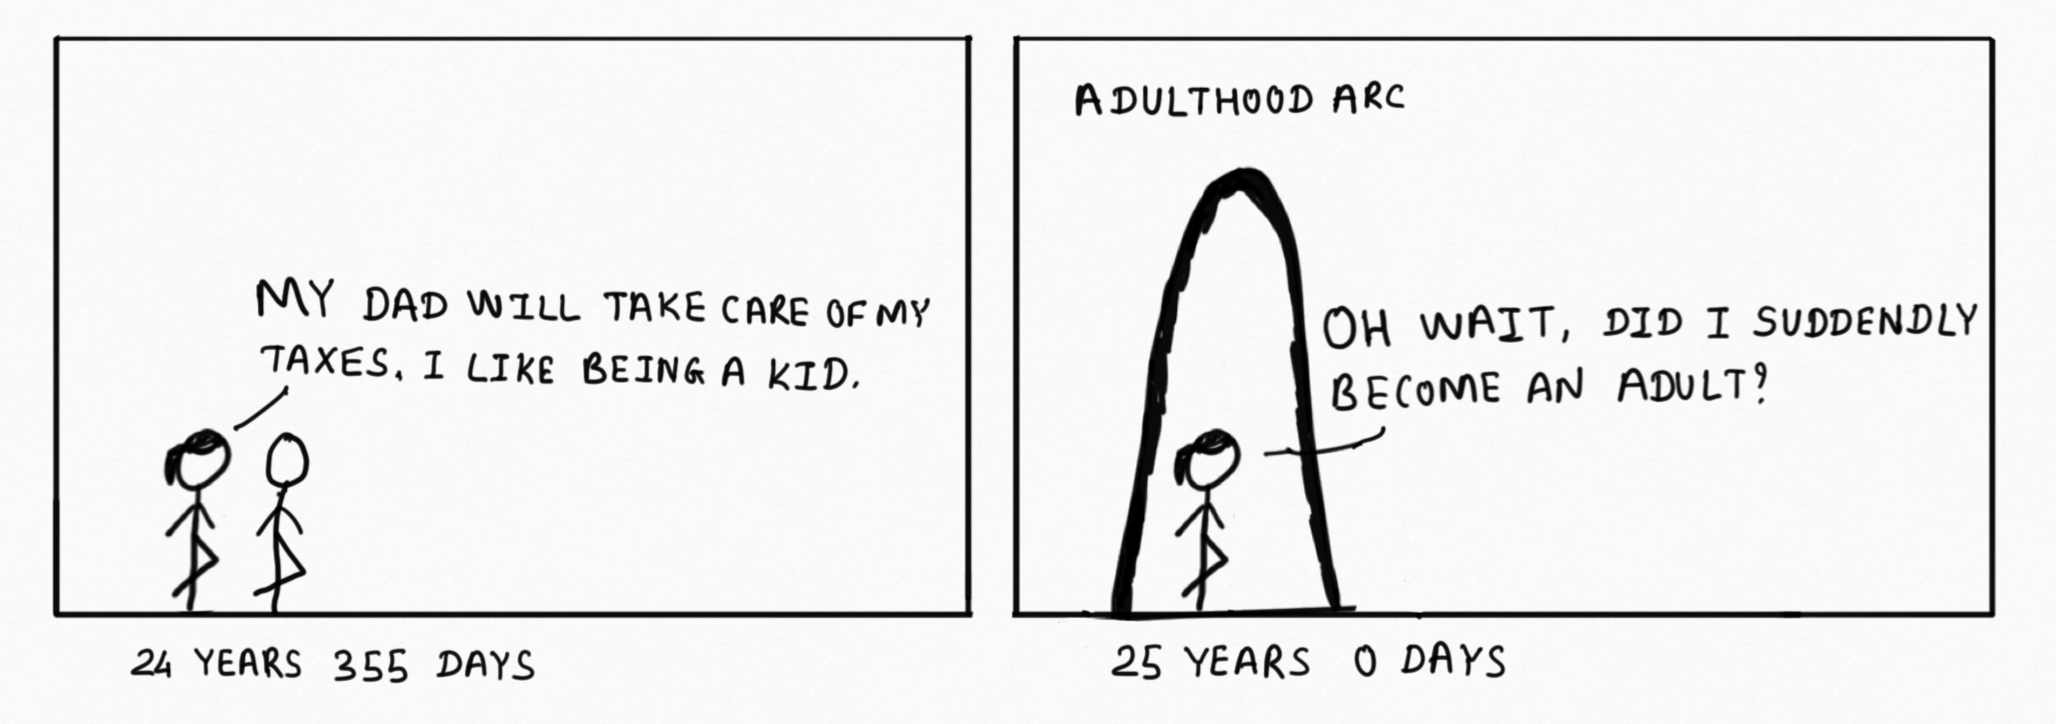 MY DAD WILL TAKE CARE OF MY
TAXES. I LIKE BEING A KID.
24 YEARS 355 DAYS
ADULTHOOD ARC
OH WAIT, DID I SUDDENDLY
BECOME AN ADULT?
25 YEARS 0 DAYS